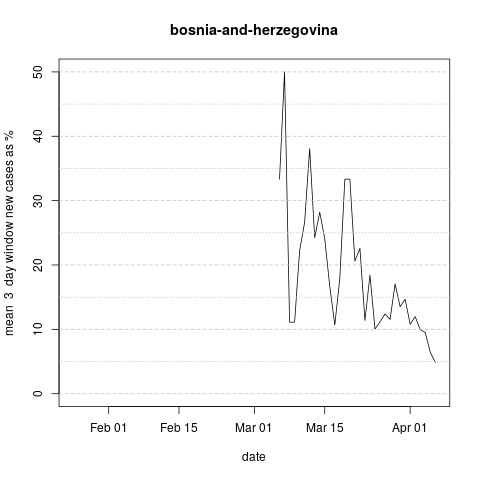 bosnia-and-herzegovina
mean  3  day window new cases as %
50
40
30
20
10
0
Feb 01
Feb 15
Mar 01
Mar 15
Apr 01
date